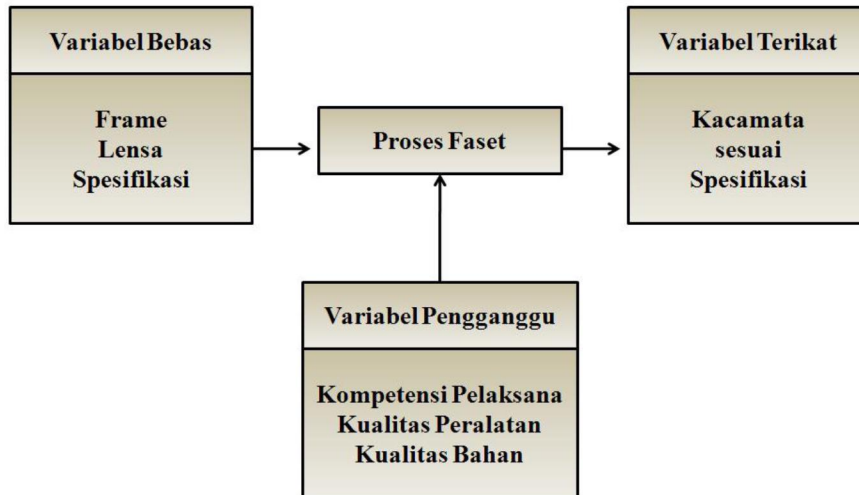 Variabel Bebas
Frame
Lensa
Spesifikasi
Proses Faset
Variabel Terikat
Kacamata
sesuai
Spesifikasi
Variabel Pengganggu
Kompetensi Pelaksana
Kualitas Peralatan
Kualitas Bahan